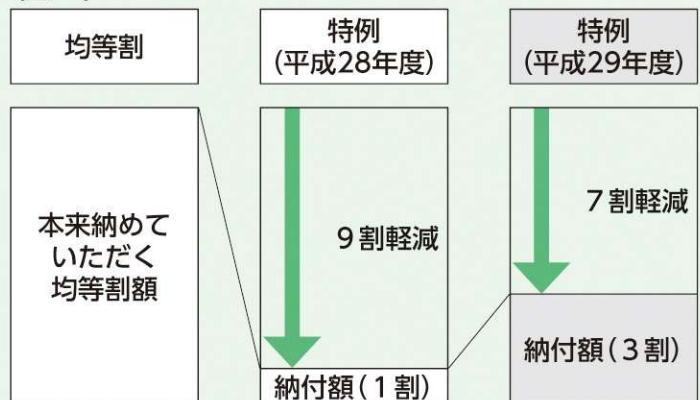 均等割
特例
(平成28年度)
特例
(平成29年度)
本来納めて
いただく
均等割額
9割軽減
7割軽減
納付額(1割)
納付額(3割)